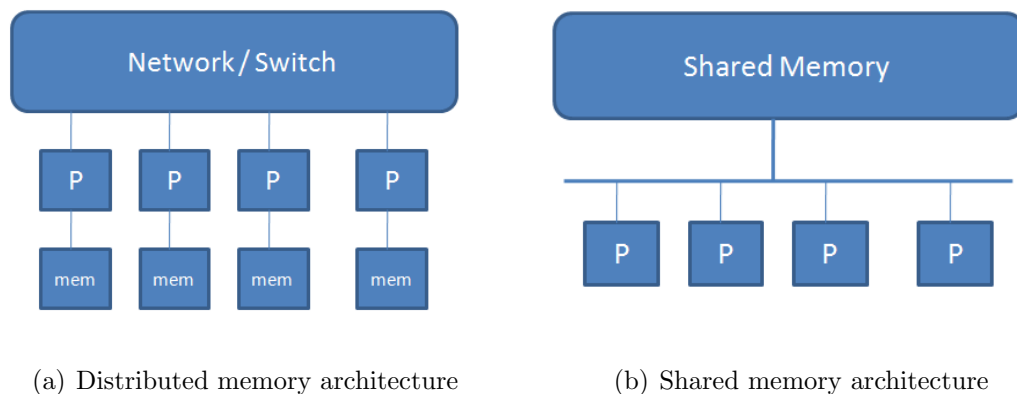 Network / Switch
P P P P
mem mem mem mem
(a) Distributed memory architecture
Shared Memory
P P P P
(b) Shared memory architecture